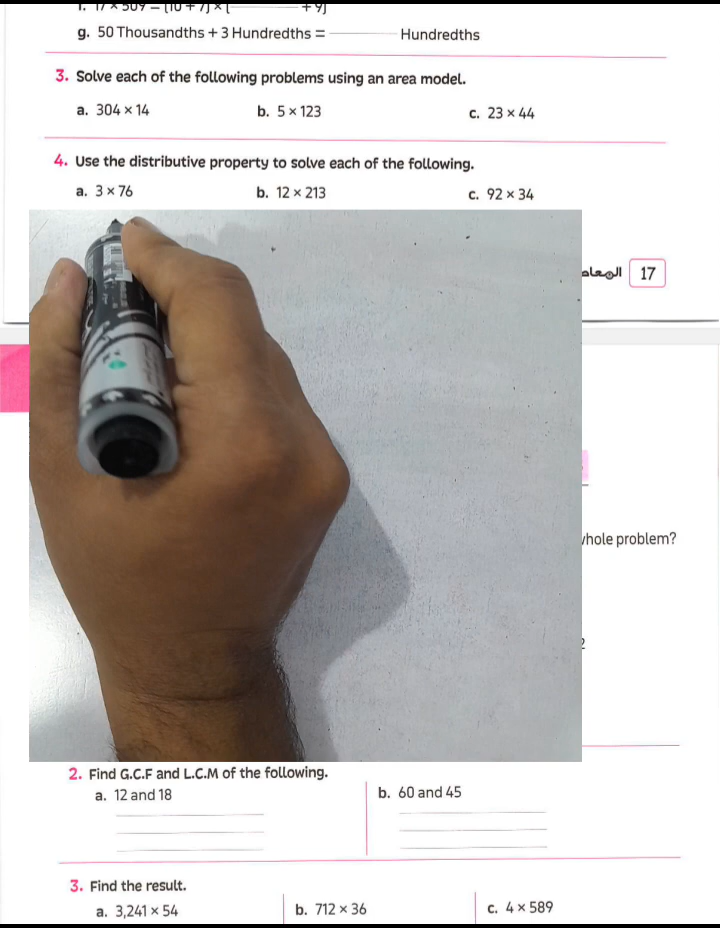 g. 50 Thousandths + 3 Hundredths = Hundredths
3. Solve each of the following problems using an area model.
a. 304 × 14 b. 5 × 123 c. 23 × 44
4. Use the distributive property to solve each of the following.
a. 3 × 76 b. 12 × 213 c. 92 × 34
17
problem?
2. Find G.C.F and L.C.M of the following.
a. 12 and 18 b. 60 and 45
3. Find the result.
a. 3,241 × 54 b. 712 × 36 c. 4 × 589